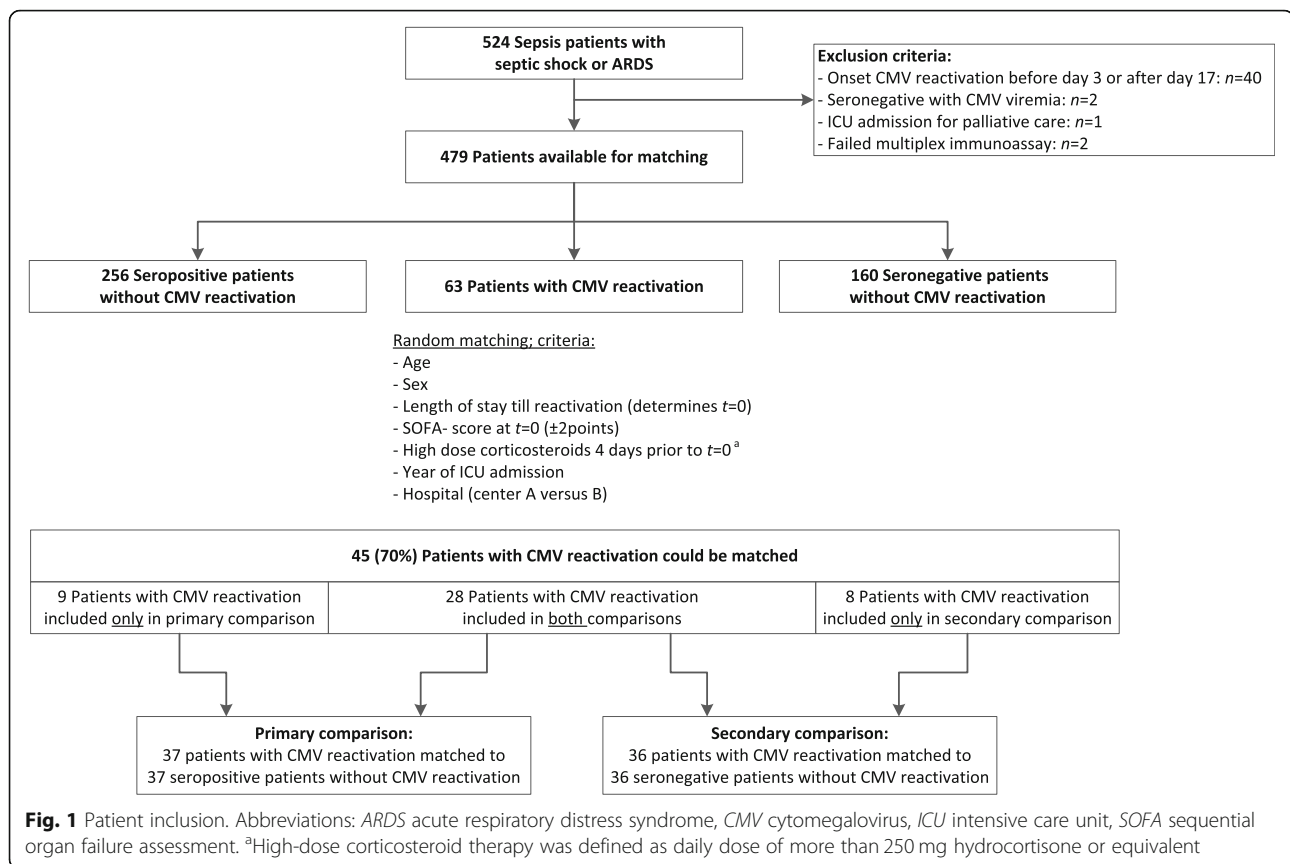 524 Sepsis patients with
septic shock or ARDS
Exclusion criteria:
- Onset CMV reactivation before day 3 or after day 17: n=40
- Seronegative with CMV viremia: n=2
- ICU admission for palliative care: n=1
- Failed multiplex immunoassay: n=2
479 Patients available for matching
256 Seropositive patients
without CMV reactivation
63 Patients with CMV reactivation
160 Seronegative patients
without CMV reactivation
Random matching; criteria:
- Age
- Sex
- Length of stay till reactivation (determines t=0)
- SOFA- score at t=0 (±2points)
- High dose corticosteroids 4 days prior to t=0 a
- Year of ICU admission
- Hospital (center A versus B)
45 (70%) Patients with CMV reactivation could be matched
9 Patients with CMV reactivation
included only in primary comparison
28 Patients with CMV reactivation
included in both comparisons
8 Patients with CMV reactivation
included only in secondary comparison
Primary comparison:
37 patients with CMV reactivation matched to
37 seropositive patients without CMV reactivation
Secondary comparison:
36 patients with CMV reactivation matched to
36 seronegative patients without CMV reactivation
Fig. 1 Patient inclusion. Abbreviations: ARDS acute respiratory distress syndrome, CMV cytomegalovirus, ICU intensive care unit, SOFA sequential
organ failure assessment. aHigh-dose corticosteroid therapy was defined as daily dose of more than 250 mg hydrocortisone or equivalent